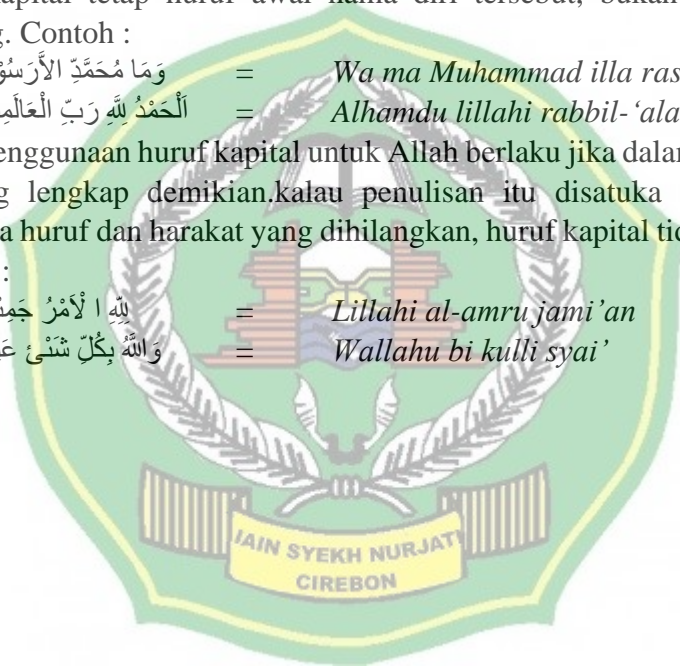 kapital tetap huruf awal nama diri tersebut, bukan
g. Contoh :
وَمَا مُحَمَّدٌ الأَرَسُوْ = Wa ma Muhammad illa ras
اَلْحَمْدُ لِلَّهِ رَبِّ الْعَالَمِ = Alhamdu lillahi rabbil-‘ala
enggunaan huruf kapital untuk Allah berlaku jika dalam
g lengkap demikian.kalau penulisan itu disatuka
a huruf dan harakat yang dihilangkan, huruf kapital tid
:
لِلّهِ ا لْاَمْرُ جَمِ = Lillahi al-amru jami’an
وَاللَّهُ بِكُلِّ شَئْئ عَ = Wallahu bi kulli syai’
IAIN SYEKH NURJATI
CIREBON